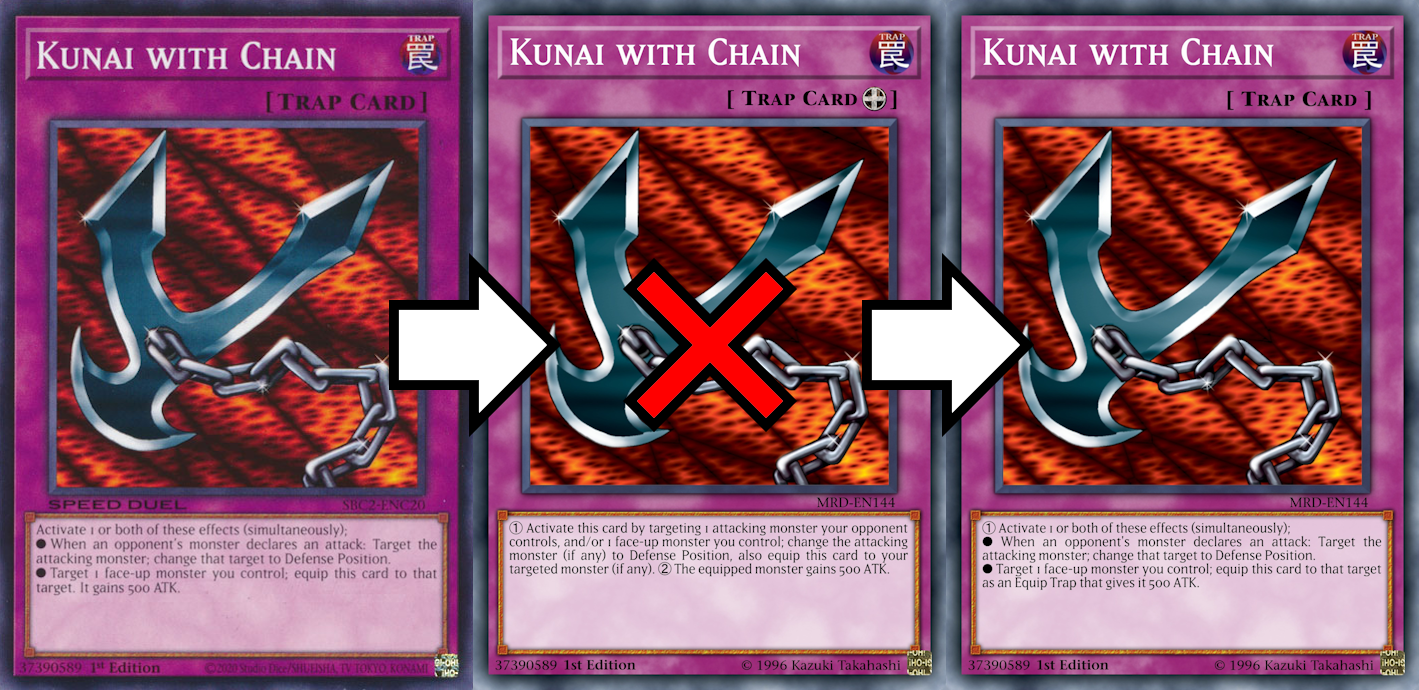 KUNAI WITH CHAIN
TRAP
罠
[ TRAP CARD ]
SPEED DUEL
SBC2-ENC20
Activate 1 or both of these effects (simultaneously);
● When an opponent's monster declares an attack: Target the
attacking monster; change that target to Defense Position.
● Target 1 face-up monster you control; equip this card to that
target. It gains 500 ATK.
37390589 1st Edition
©2020 Studio Dice/SHUEISHA, TV TOKYO, KONAMI
KUNAI WITH CHAIN
TRAP
罠
[ TRAP CARD ]
MRD-EN144
① Activate this card by targeting 1 attacking monster your opponent
controls, and/or 1 face-up monster you control; change the attacking
monster (if any) to Defense Position, also equip this card to your
targeted monster (if any). ② The equipped monster gains 500 ATK.
37390589 1st Edition
© 1996 Kazuki Takahashi
KUNAI WITH CHAIN
TRAP
罠
[ TRAP CARD ]
MRD-EN144
① Activate 1 or both of these effects (simultaneously);
● When an opponent's monster declares an attack: Target the
attacking monster; change that target to Defense Position.
● Target 1 face-up monster you control; equip this card to that target
as an Equip Trap that gives it 500 ATK.
37390589 1st Edition
© 1996 Kazuki Takahashi